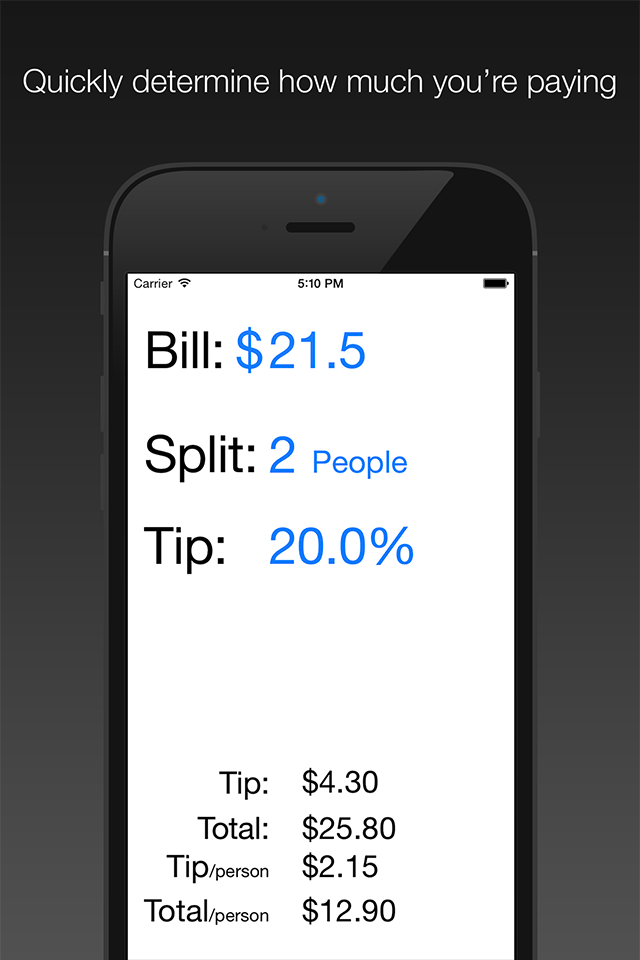 Quickly determine how much you’re paying
Carrier 5:10 PM
Bill: $21.5
Split: 2 People
Tip: 20.0%
Tip: $4.30
Total: $25.80
Tip/person $2.15
Total/person $12.90